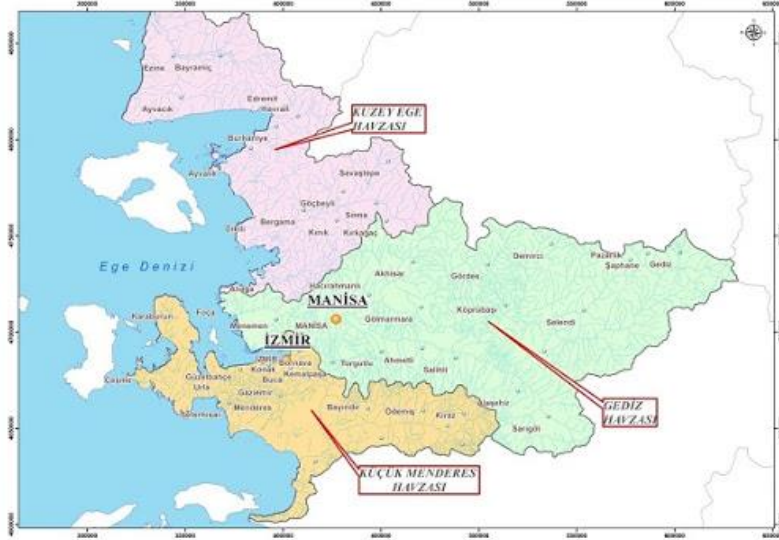 Ezine
Bayramiç
Ayvacık
Edremit
Havran
KUZEY EGE
HAVZASI
Burhaniye
Ayvalık
Savaştepe
Göçbeyli
Bergama
Soma
Kınık
Kırkağaç
Dikili
Ege Denizi
Demirci
Pazarlar
Şaphane
Gediz
Akhisar
Gördes
Hacırahmanlı
Aliağa
MANİSA
Köprübaşı
Foça
Karaburun
Gölmarmara
Selendi
Menemen
MANİSA
İZMİR
Bornova
Konak
Kemalpaşa
Turgutlu
Ahmetli
Salihli
Çeşme
Güzelbahçe
Urla
Buca
Gaziemir
GEDİZ
HAVZASI
Alaşehir
Menderes
Bayındır
Ödemiş
Kiraz
Sarıgöl
KÜÇÜK MENDERES
HAVZASI